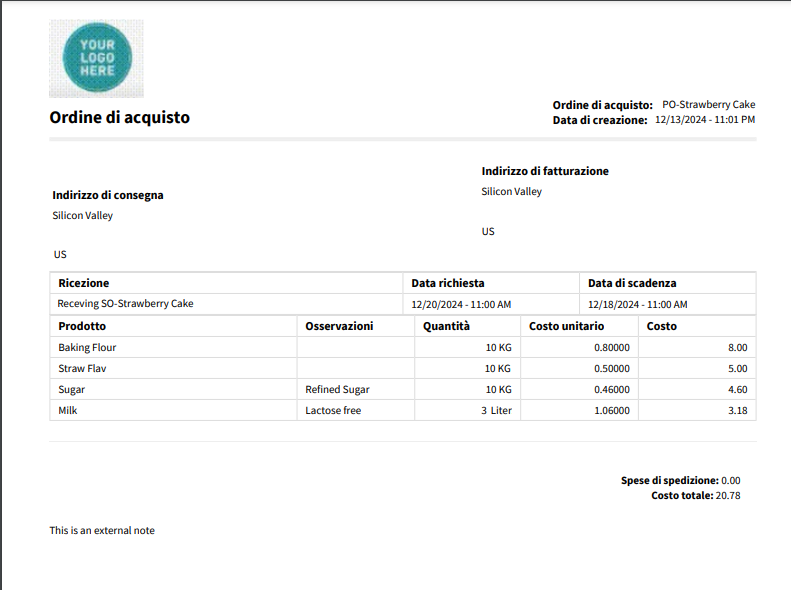 YOUR
LOGO
HERE
Ordine di acquisto
Ordine di acquisto: PO-Strawberry Cake
Data di creazione: 12/13/2024 - 11:01 PM
Indirizzo di fatturazione
Silicon Valley
US
Indirizzo di consegna
Silicon Valley
US
Ricezione Data richiesta Data di scadenza
Receving SO-Strawberry Cake 12/20/2024 - 11:00 AM 12/18/2024 - 11:00 AM
Prodotto Osservazioni Quantità Costo unitario Costo
Baking Flour 10 KG 0.80000 8.00
Straw Flav 10 KG 0.50000 5.00
Sugar Refined Sugar 10 KG 0.46000 4.60
Milk Lactose free 3 Liter 1.06000 3.18
Spese di spedizione: 0.00
Costo totale: 20.78
This is an external note